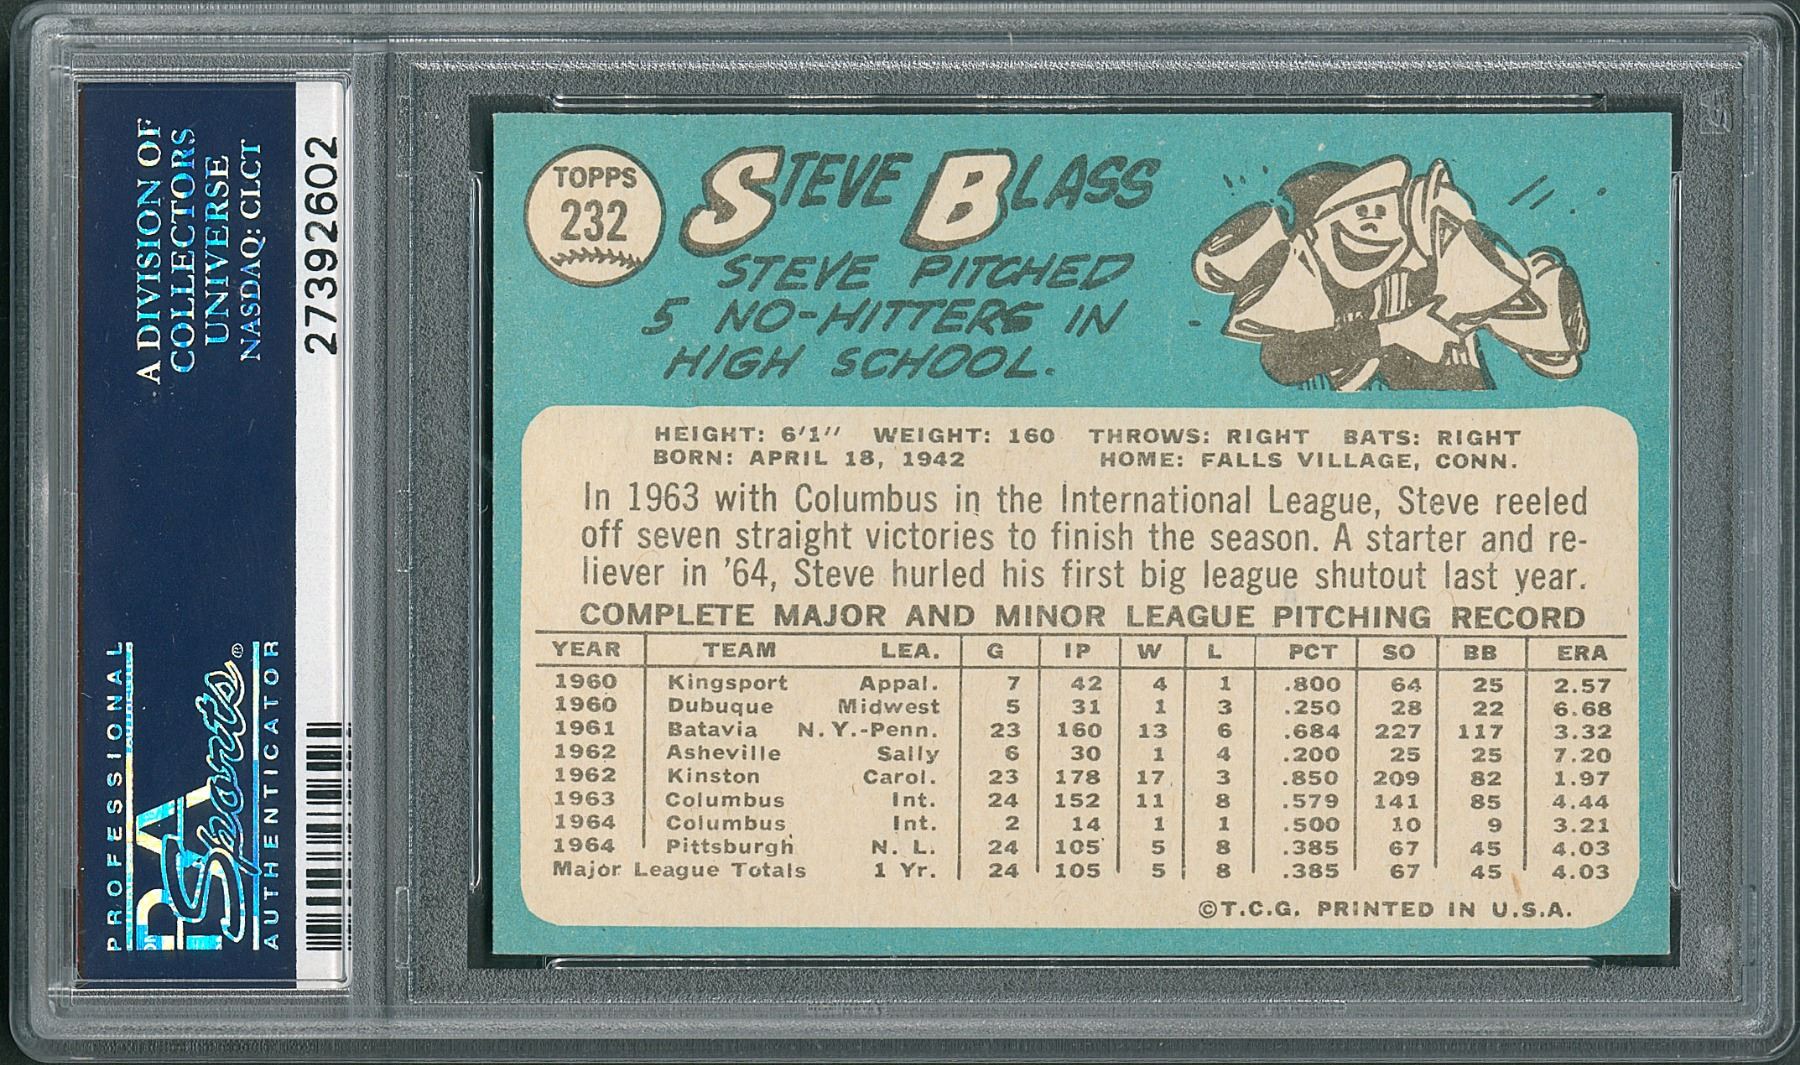 A DIVISION OF
COLLECTORS
UNIVERSE
NASDAQ: CLCT
27392602
PROFESSIONAL
PSA
Sports®
AUTHENTICATOR
TOPPS
232
STEVE BLASS
STEVE PITCHED
5 NO-HITTERS IN
HIGH SCHOOL.
HEIGHT: 6'1" WEIGHT: 160 THROWS: RIGHT BATS: RIGHT
BORN: APRIL 18, 1942 HOME: FALLS VILLAGE, CONN.
In 1963 with Columbus in the International League, Steve reeled
off seven straight victories to finish the season. A starter and re-
liever in '64, Steve hurled his first big league shutout last year.
COMPLETE MAJOR AND MINOR LEAGUE PITCHING RECORD
YEAR TEAM LEA. G IP W L PCT SO BB ERA
1960 Kingsport Appal. 7 42 4 1 .800 64 25 2.57
1960 Dubuque Midwest 5 31 1 3 .250 28 22 6.68
1961 Batavia N.Y.-Penn. 23 160 13 6 .684 227 117 3.32
1962 Asheville Sally 6 30 1 4 .200 25 25 7.20
1962 Kinston Carol. 23 178 17 3 .850 209 82 1.97
1963 Columbus Int. 24 152 11 8 .579 141 85 4.44
1964 Columbus Int. 2 14 1 1 .500 10 9 3.21
1964 Pittsburgh N. L. 24 105 5 8 .385 67 45 4.03
Major League Totals 1 Yr. 24 105 5 8 .385 67 45 4.03
©T.C.G. PRINTED IN U.S.A.